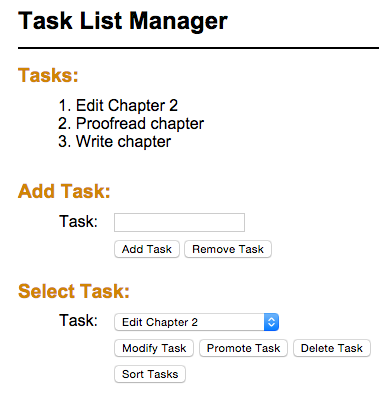 Task List Manager
Tasks:
1. Edit Chapter 2
2. Proofread chapter
3. Write chapter
Add Task:
Task:
Add Task Remove Task
Select Task:
Task: Edit Chapter 2
Modify Task Promote Task Delete Task
Sort Tasks